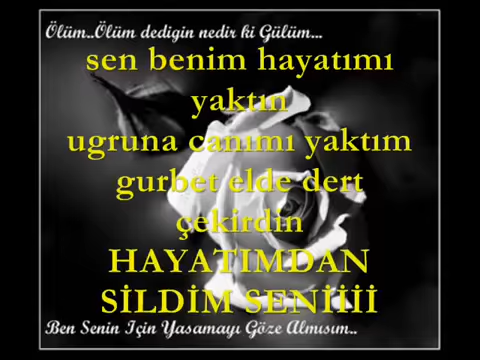 Ölüm..Ölüm dedigin nedir ki Gülüm...
sen benim hayatımı
yaktın
ugruna canımı yaktım
gurbet elde dert
çekirdin
HAYATIMDAN
SİLDİM SENİİİİ
Ben Senin Için Yasamayı Göze Almısım..